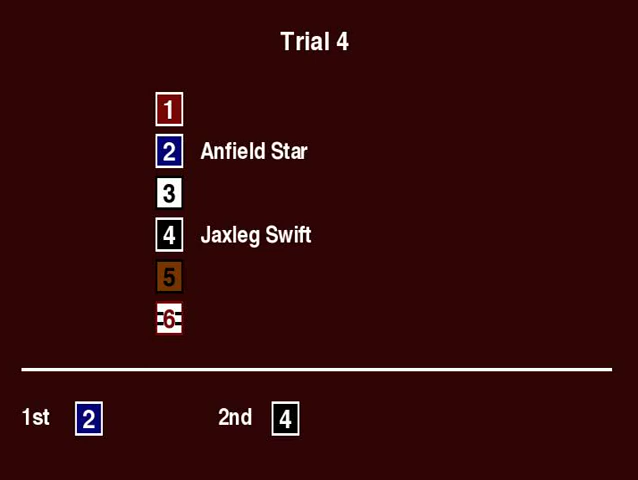 Trial 4
1
2 Anfield Star
3
4 Jaxleg Swift
5
6
1st 2 2nd 4